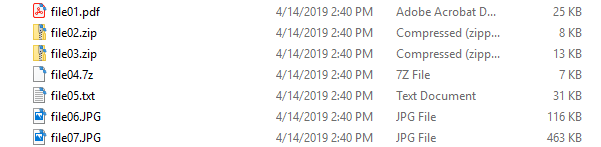 file01.pdf 4/14/2019 2:40 PM Adobe Acrobat D... 25 KB
file02.zip 4/14/2019 2:40 PM Compressed (zipp... 8 KB
file03.zip 4/14/2019 2:40 PM Compressed (zipp... 13 KB
file04.7z 4/14/2019 2:40 PM 7Z File 7 KB
file05.txt 4/14/2019 2:40 PM Text Document 31 KB
file06.JPG 4/14/2019 2:40 PM JPG File 116 KB
file07.JPG 4/14/2019 2:40 PM JPG File 463 KB